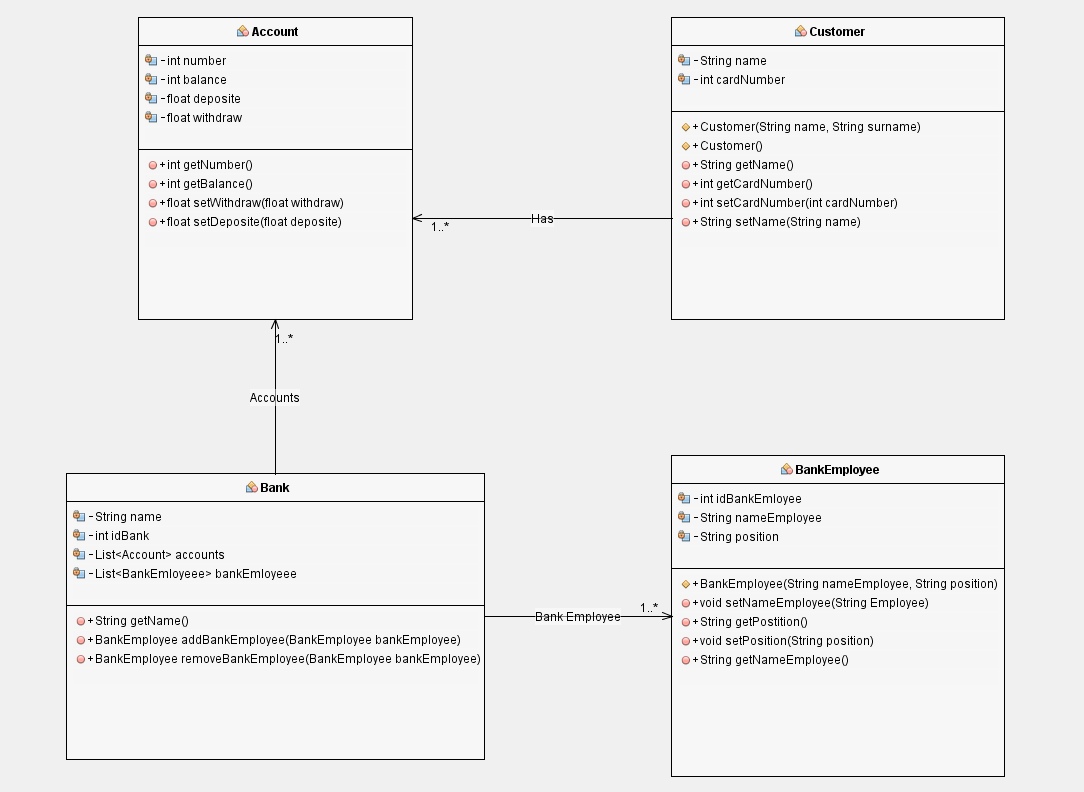 Account
- int number
- int balance
- float deposite
- float withdraw
+ int getNumber()
+ int getBalance()
+ float setWithdraw(float withdraw)
+ float setDeposite(float deposite)
Customer
- String name
- int cardNumber
+ Customer(String name, String surname)
+ Customer()
+ String getName()
+ int getCardNumber()
+ int setCardNumber(int cardNumber)
+ String setName(String name)
Has
1..*
1..*
Accounts
Bank
- String name
- int idBank
- List<Account> accounts
- List<BankEmloyeee> bankEmloyeee
+ String getName()
+ BankEmployee addBankEmployee(BankEmployee bankEmployee)
+ BankEmployee removeBankEmployee(BankEmployee bankEmployee)
Bank Employee
1..*
BankEmployee
- int idBankEmloyee
- String nameEmployee
- String position
+ BankEmployee(String nameEmployee, String position)
+ void setNameEmployee(String Employee)
+ String getPostition()
+ void setPosition(String position)
+ String getNameEmployee()